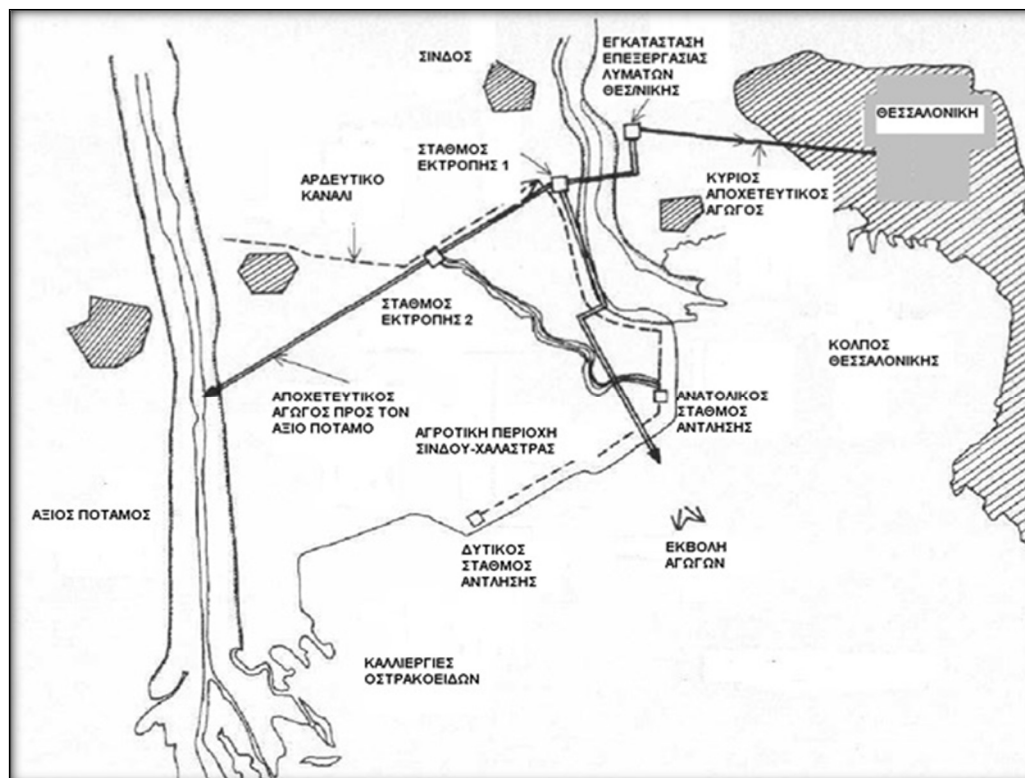 ΣΙΝΔΟΣ
ΕΓΚΑΤΑΣΤΑΣΗ
ΕΠΕΞΕΡΓΑΣΙΑΣ
ΛΥΜΑΤΩΝ
ΘΕΣ/ΝΙΚΗΣ
ΘΕΣΣΑΛΟΝΙΚΗ
ΣΤΑΘΜΟΣ
ΕΚΤΡΟΠΗΣ 1
ΑΡΔΕΥΤΙΚΟ
ΚΑΝΑΛΙ
ΚΥΡΙΟΣ
ΑΠΟΧΕΤΕΥΤΙΚΟΣ
ΑΓΩΓΟΣ
ΣΤΑΘΜΟΣ
ΕΚΤΡΟΠΗΣ 2
ΚΟΛΠΟΣ
ΘΕΣΣΑΛΟΝΙΚΗΣ
ΑΠΟΧΕΤΕΥΤΙΚΟΣ
ΑΓΩΓΟΣ ΠΡΟΣ ΤΟΝ
ΑΞΙΟ ΠΟΤΑΜΟ
ΑΝΑΤΟΛΙΚΟΣ
ΣΤΑΘΜΟΣ
ΑΝΤΛΗΣΗΣ
ΑΓΡΟΤΙΚΗ ΠΕΡΙΟΧΗ
ΣΙΝΔΟΥ-ΧΑΛΑΣΤΡΑΣ
ΑΞΙΟΣ ΠΟΤΑΜΟΣ
ΔΥΤΙΚΟΣ
ΣΤΑΘΜΟΣ
ΑΝΤΛΗΣΗΣ
ΕΚΒΟΛΗ
ΑΓΩΓΩΝ
ΚΑΛΛΙΕΡΓΙΕΣ
ΟΣΤΡΑΚΟΕΙΔΩΝ